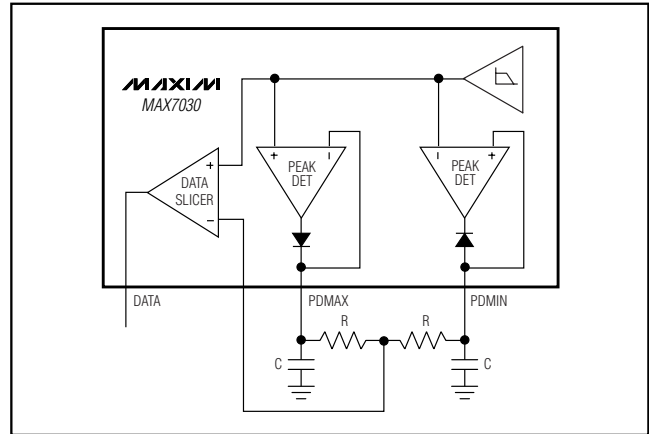 MAXIM
MAX7030
DATA
SLICER
+
−
PEAK
DET
+
−
PEAK
DET
−
+
DATA
PDMAX
PDMIN
R
R
C
C